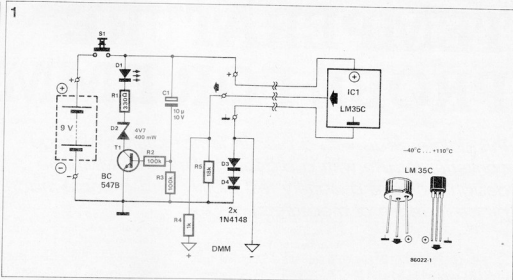 1
S1
D1
R1
330Ω
D2
4V7
400 mW
T1
BC
547B
9 V
C1
10 µ
10 V
R2
100k
R3
100k
R4
1k
R5
18k
D3
D4
2x
1N4148
DMM
IC1
LM35C
−40°C ... +110°C
LM 35C
86022-1